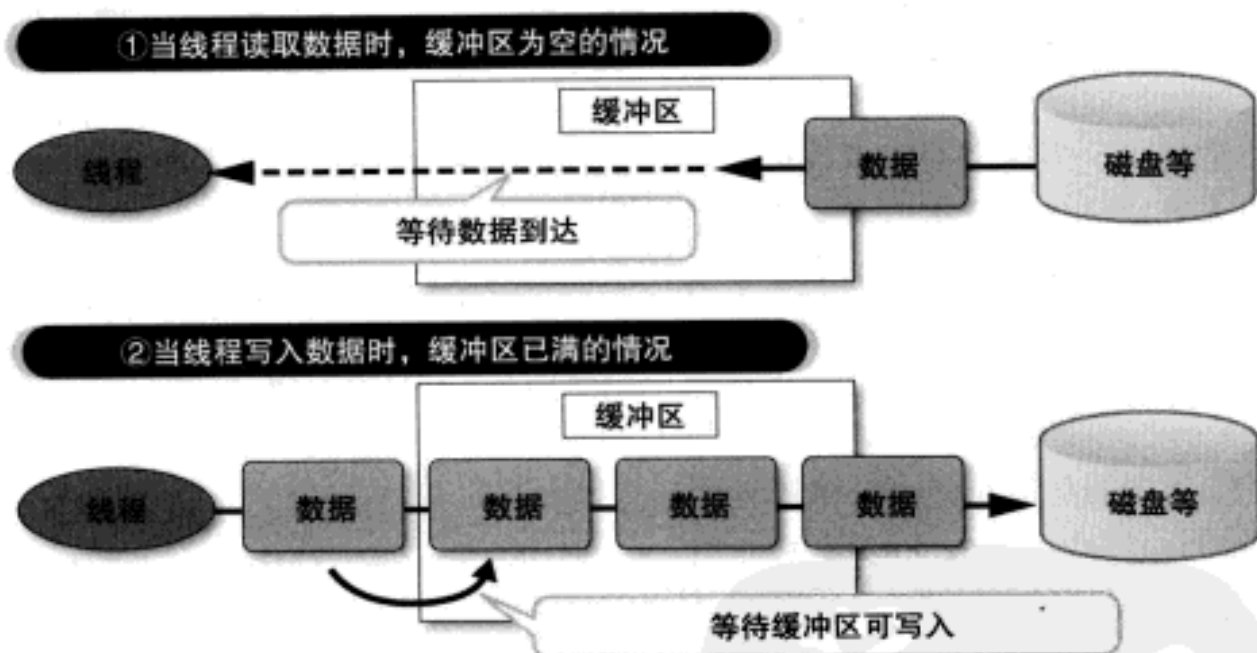 ①当线程读取数据时，缓冲区为空的情况
缓冲区
线程
数据
磁盘等
等待数据到达
②当线程写入数据时，缓冲区已满的情况
缓冲区
线程
数据
数据
数据
数据
磁盘等
等待缓冲区可写入